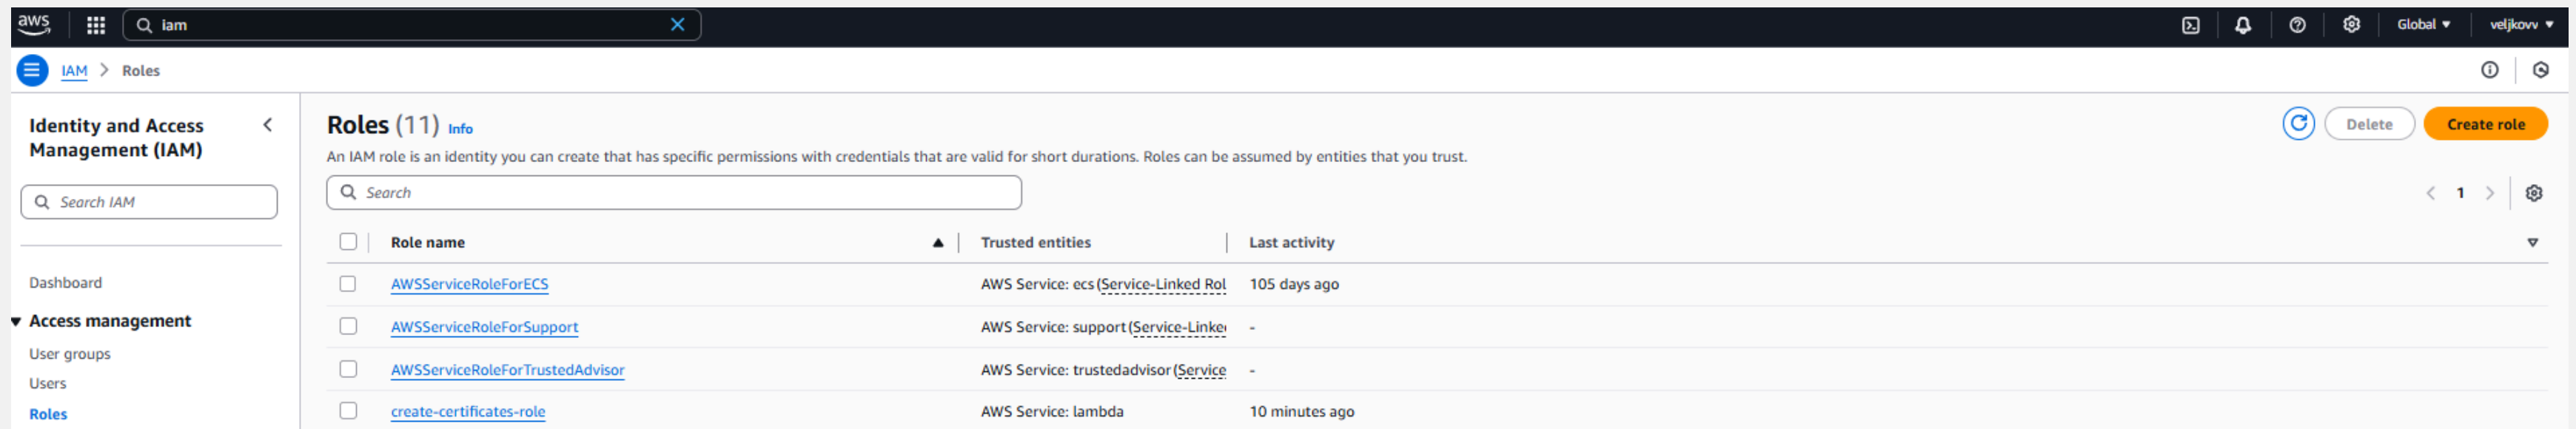 aws iam Global veljkovv
IAM > Roles
Identity and Access
Management (IAM)
Search IAM
Dashboard
Access management
User groups
Users
Roles
Roles (11) Info
Delete Create role
An IAM role is an identity you can create that has specific permissions with credentials that are valid for short durations. Roles can be assumed by entities that you trust.
Search
1
Role name Trusted entities Last activity
AWSServiceRoleForECS AWS Service: ecs (Service-Linked Rol 105 days ago
AWSServiceRoleForSupport AWS Service: support (Service-Linke -
AWSServiceRoleForTrustedAdvisor AWS Service: trustedadvisor (Service -
create-certificates-role AWS Service: lambda 10 minutes ago